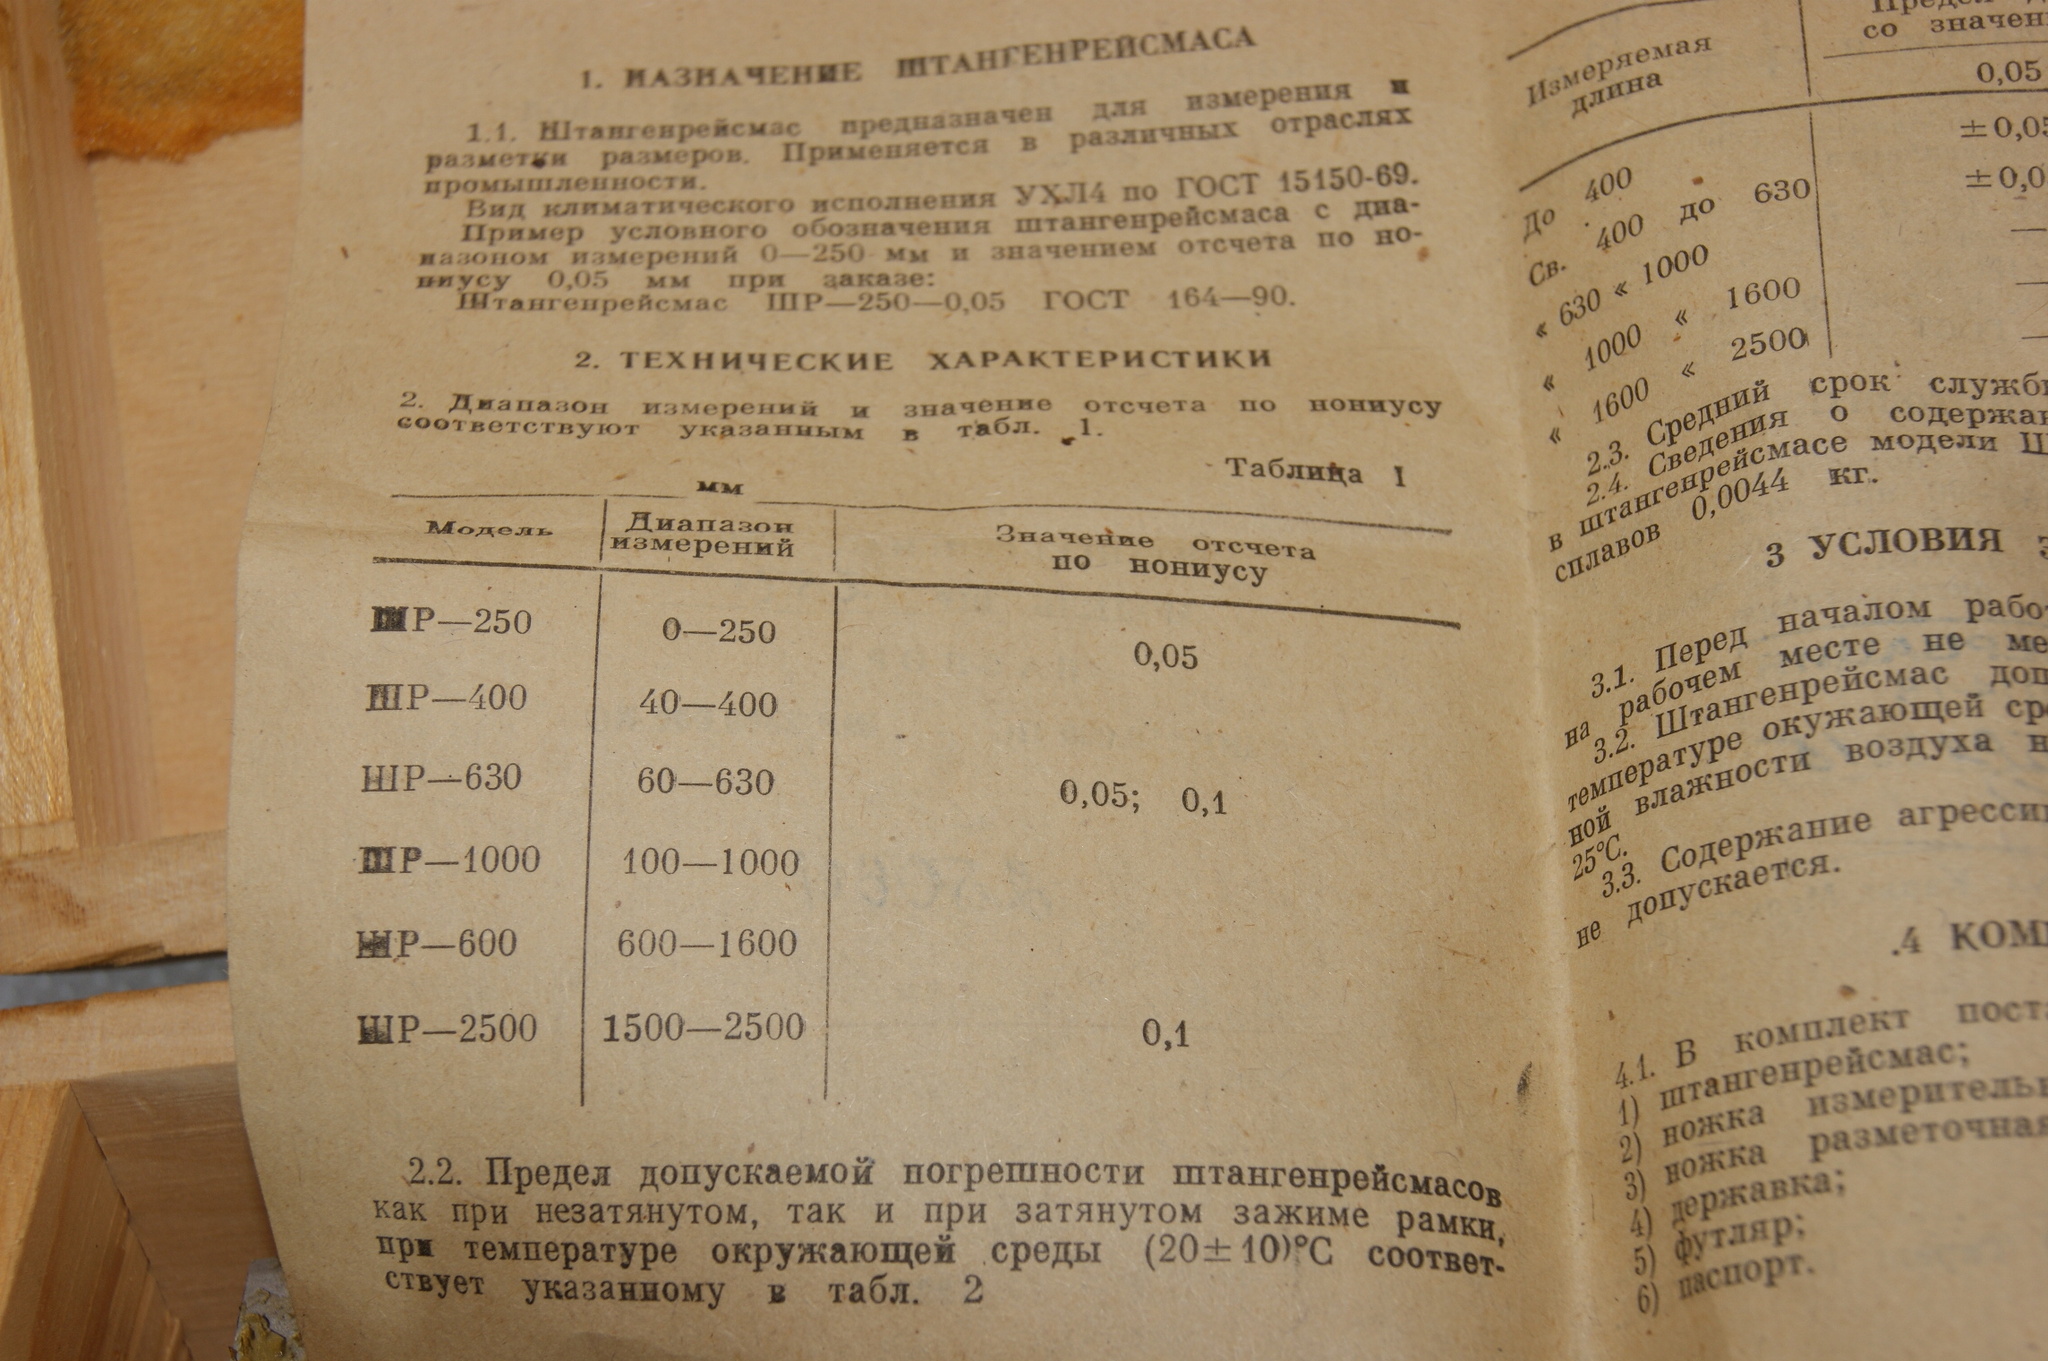 1. НАЗНАЧЕНИЕ ШТАНГЕНРЕЙСМАСА
1.1. Штангенрейсмас предназначен для измерения и
разметки размеров. Применяется в различных отраслях
промышленности.
Вид климатического исполнения УХЛ4 по ГОСТ 15150-69.
Пример условного обозначения штангенрейсмаса с диа-
пазоном измерений 0—250 мм и значением отсчета по но-
ниусу 0,05 мм при заказе:
Штангенрейсмас ШР—250—0,05 ГОСТ 164—90.
2. ТЕХНИЧЕСКИЕ ХАРАКТЕРИСТИКИ
2. Диапазон измерений и значение отсчета по нониусу
соответствуют указанным в табл. 1.
Таблица 1
мм
Модель Диапазон измерений Значение отсчета по нониусу
ШР—250 0—250 0,05
ШР—400 40—400
ШР—630 60—630 0,05; 0,1
ШР—1000 100—1000
ШР—600 600—1600
ШР—2500 1500—2500 0,1
2.2. Предел допускаемой погрешности штангенрейсмасов
как при незатянутом, так и при затянутом зажиме рамки,
при температуре окружающей среды (20±10)°С соответ-
ствует указанному в табл. 2
Измеряемая
длина
со
0,05
До 400
Св. 400 до 630
« 630 « 1000
« 1000 « 1600
« 1600 « 2500
2.3. Средний срок
2.4. Сведения о
в штангенрейсмасе модели
сплавов 0,0044 кг.
3 УСЛОВИЯ
3.1. Перед началом
на рабочем месте не
3.2. Штангенрейсмас
температуре окружающей
ной влажности воздуха
25°С.
3.3. Содержание
не допускается.
.4
4.1. В комплект
1) штангенрейсмас;
2) ножка
3) ножка разметочная
4) державка;
5) футляр;
6) паспорт.